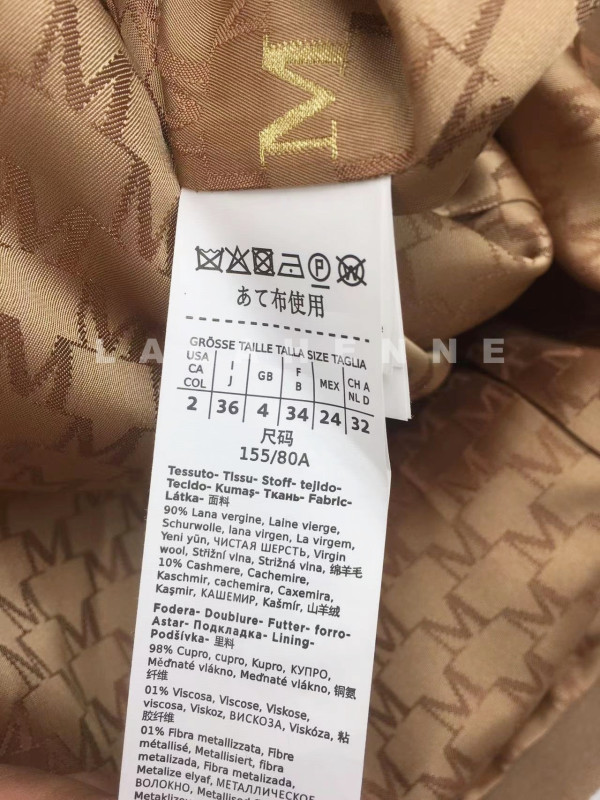 M
P W
あて布使用
GRÖSSE TAILLE TALLA SIZE TAGLIA
USA CA COL I J GB F B MEX CH A NL D
2 36 4 34 24 32
LA CHENNE
尺码
155/80A
Tessuto- Tissu- Stoff- tejido-
Tecido- Kumaş- Ткань- Fabric-
Látka- 面料
90% Lana vergine, Laine vierge,
Schurwolle, lana virgen, La virgem,
Yeni yün, ЧИСТАЯ ШЕРСТЬ, Virgin
wool, Střižní vlna, Strižná vlna, 绵羊毛
10% Cashmere, Cachemire,
Kaschmir, cachemira, Caxemira,
Kaşmir, КАШЕМИР, Kašmír, 山羊绒
Fodera- Doublure- Futter- forro-
Astar- Подкладка- Lining-
Podšívka- 里料
98% Cupro, cupro, Kupro, КУПРО,
Měďnaté vlákno, Meďnaté vlákno, 铜氨
纤维
01% Viscosa, Viscose, Viskose,
viscosa, Viskoz, ВИСКОЗА, Viskóza, 粘
胶纤维
01% Fibra metallizzata, Fibre
métallisé, Metallisiert, fibra
metalizada, Fibra metalizada,
Metalize elyaf, МЕТАЛЛИЧЕСКОЕ
ВОЛОКНО, Metallised